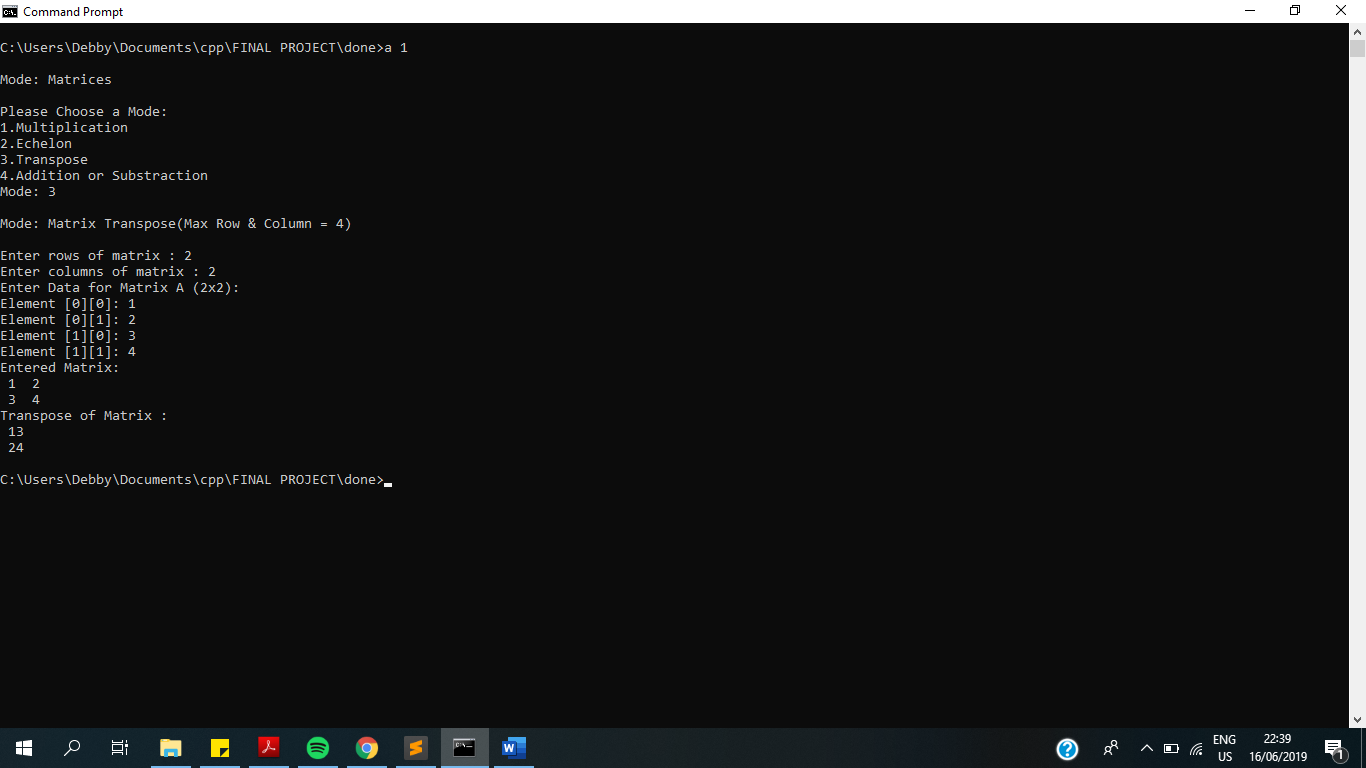 Command Prompt
C:\Users\Debby\Documents\cpp\FINAL PROJECT\done>a 1
Mode: Matrices
Please Choose a Mode:
1.Multiplication
2.Echelon
3.Transpose
4.Addition or Substraction
Mode: 3
Mode: Matrix Transpose(Max Row & Column = 4)
Enter rows of matrix : 2
Enter columns of matrix : 2
Enter Data for Matrix A (2x2):
Element [0][0]: 1
Element [0][1]: 2
Element [1][0]: 3
Element [1][1]: 4
Entered Matrix:
1  2
3  4
Transpose of Matrix :
13
24
C:\Users\Debby\Documents\cpp\FINAL PROJECT\done>
ENG
US
22:39
16/06/2019
1